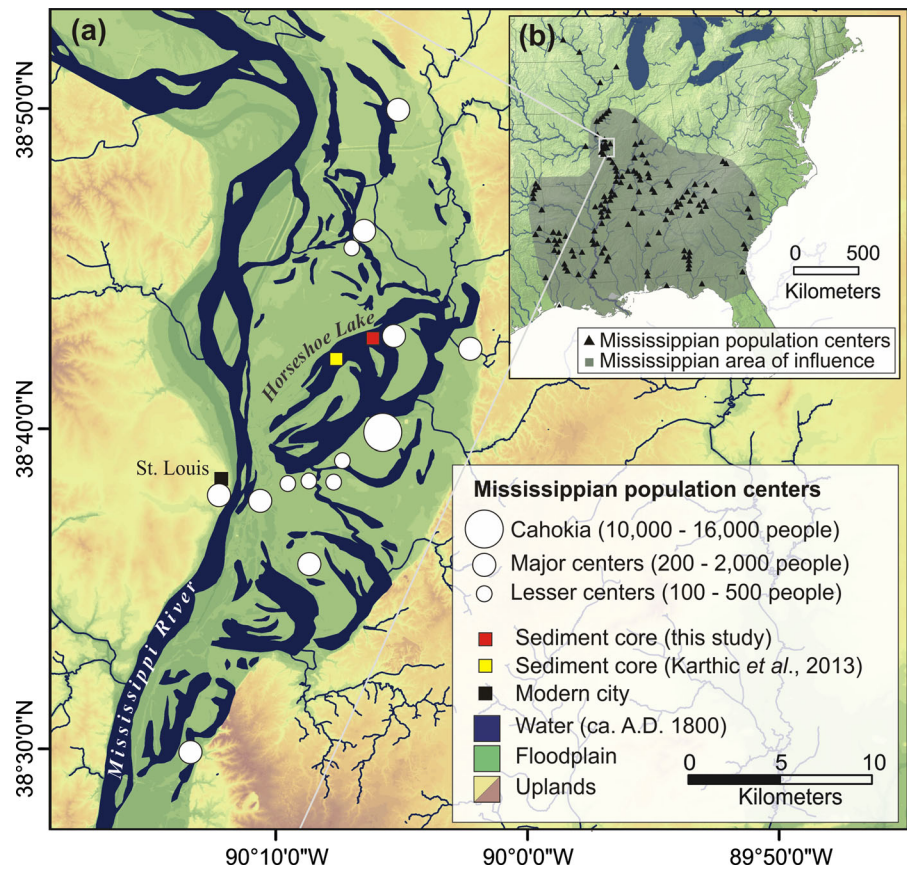 (a)
(b)
38°50'0"N
38°40'0"N
38°30'0"N
0 500
Kilometers
Mississippian population centers
Mississippian area of influence
Horseshoe Lake
St. Louis
Mississippi River
Mississippian population centers
Cahokia (10,000 - 16,000 people)
Major centers (200 - 2,000 people)
Lesser centers (100 - 500 people)
Sediment core (this study)
Sediment core (Karthic et al., 2013)
Modern city
Water (ca. A.D. 1800)
Floodplain
Uplands
0 5 10
Kilometers
90°10'0"W 90°0'0"W 89°50'0"W